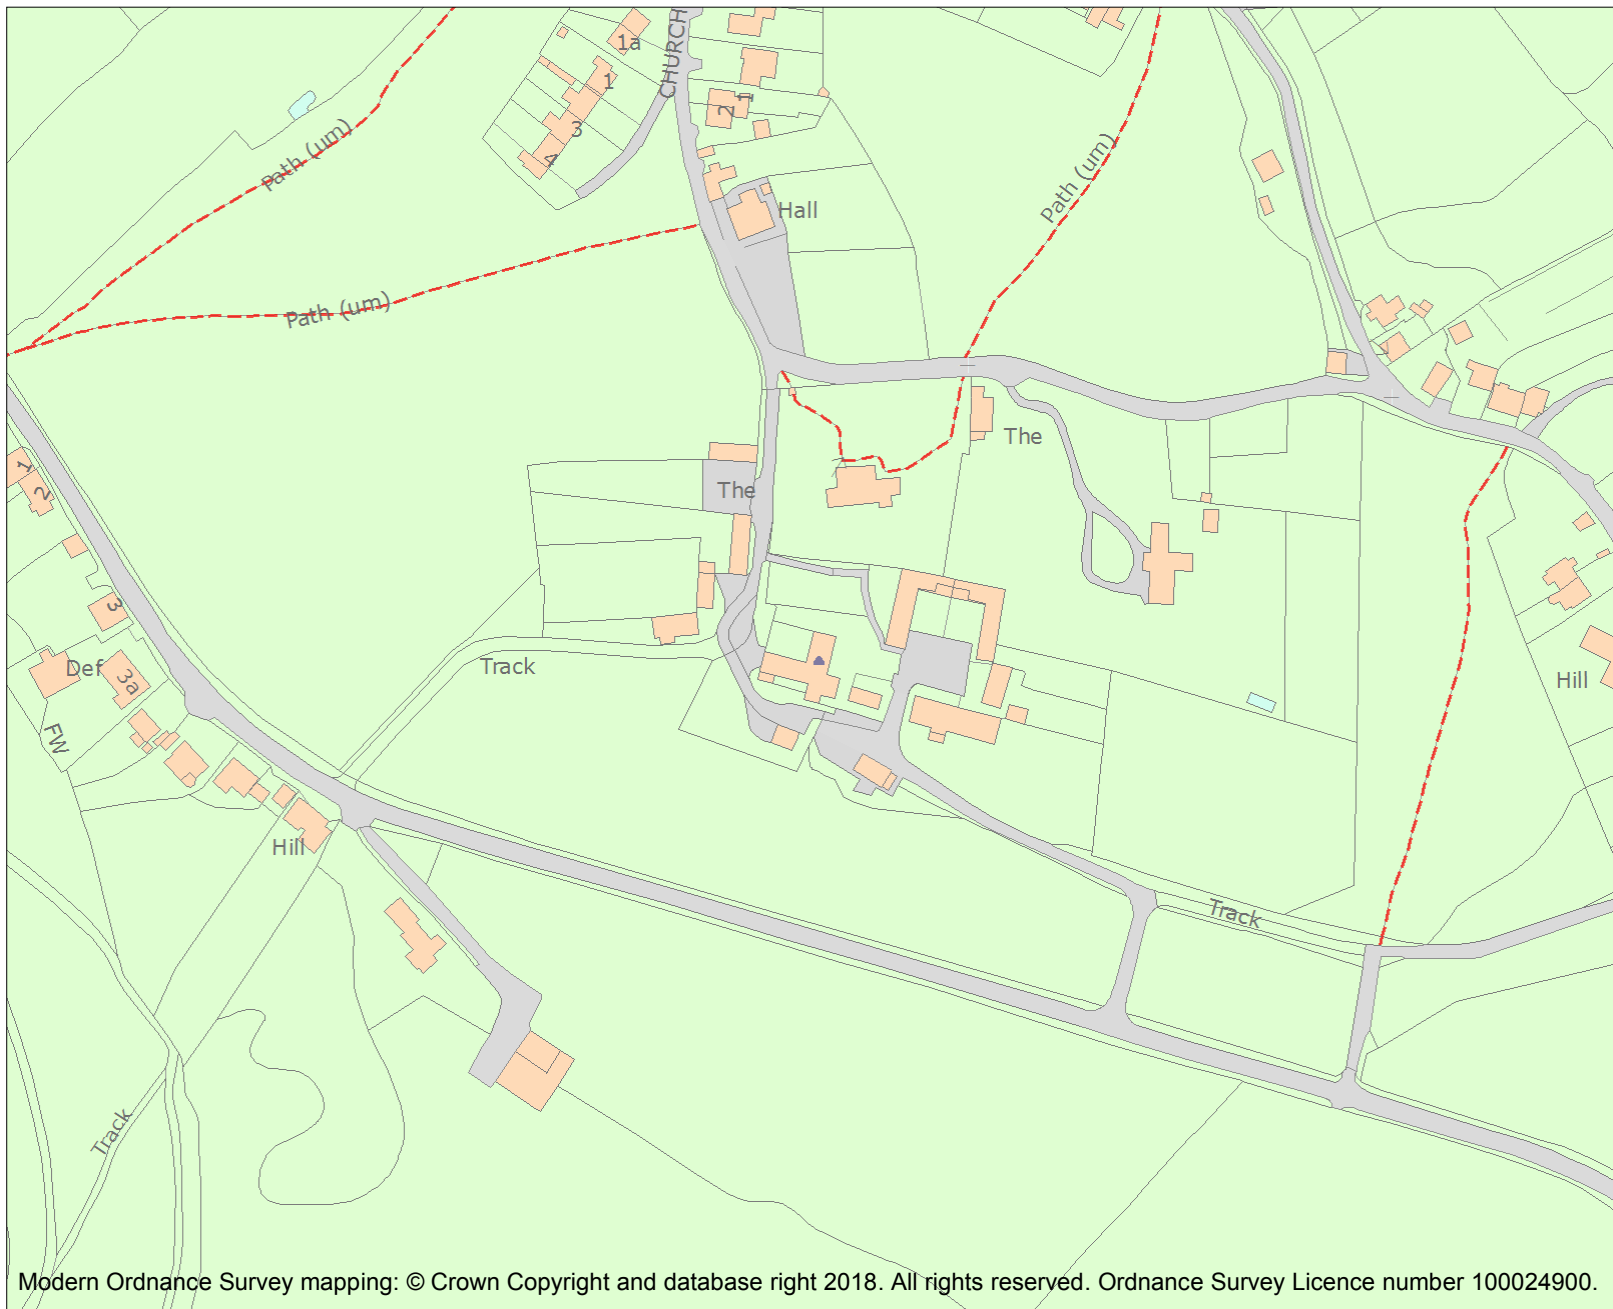 CHURCH
1a
1
3
4
1
2
Path (um)
Path (um)
Hall
Path (um)
The
The
1
2
3
Def
3a
FW
Track
Hill
Hill
Track
Track
Modern Ordnance Survey mapping: © Crown Copyright and database right 2018. All rights reserved. Ordnance Survey Licence number 100024900.